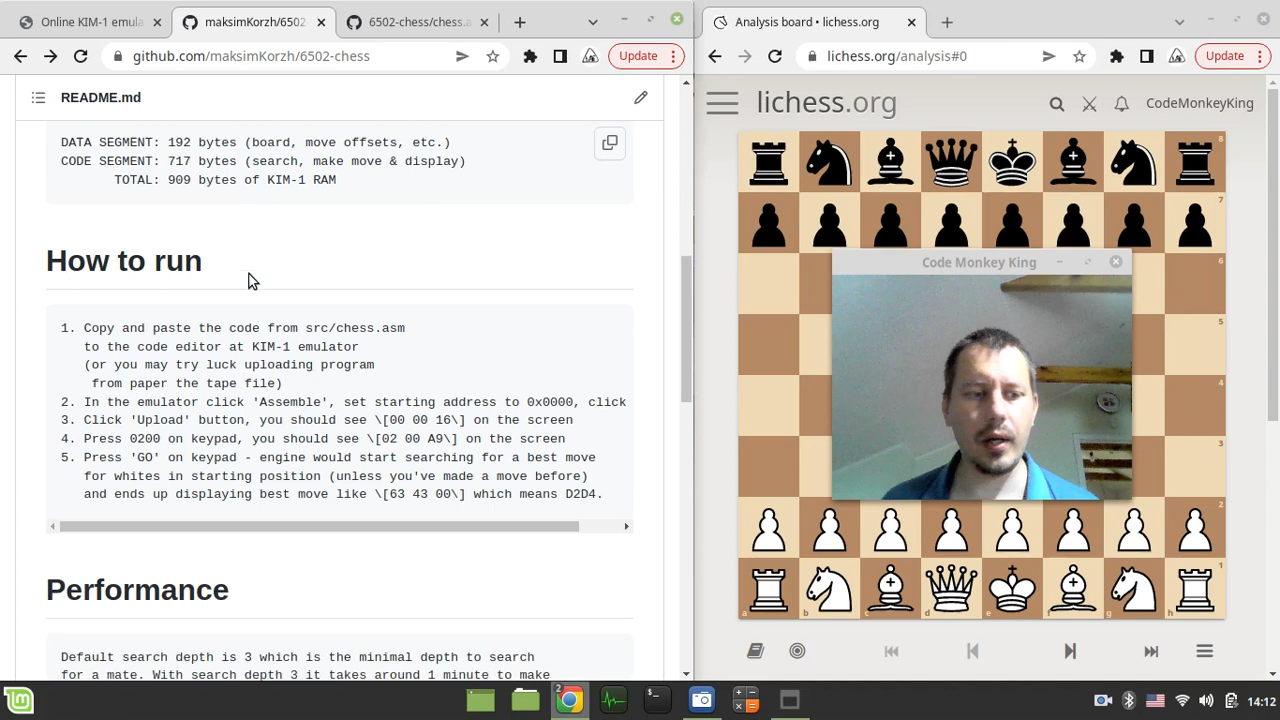 Online KIM-1 emula
maksimKorzh/6502
6502-chess/chess.a
github.com/maksimKorzh/6502-chess
Update
README.md
DATA SEGMENT: 192 bytes (board, move offsets, etc.)
CODE SEGMENT: 717 bytes (search, make move & display)
TOTAL: 909 bytes of KIM-1 RAM
How to run
1. Copy and paste the code from src/chess.asm
to the code editor at KIM-1 emulator
(or you may try luck uploading program
from paper the tape file)
2. In the emulator click 'Assemble', set starting address to 0x0000, click
3. Click 'Upload' button, you should see \[00 00 16\] on the screen
4. Press 0200 on keypad, you should see \[02 00 A9\] on the screen
5. Press 'GO' on keypad - engine would start searching for a best move
for whites in starting position (unless you've made a move before)
and ends up displaying best move like \[63 43 00\] which means D2D4.
Performance
Default search depth is 3 which is the minimal depth to search
for a mate. With search depth 3 it takes around 1 minute to make
Analysis board • lichess.org
lichess.org/analysis#0
Update
lichess.org
CodeMonkeyKing
8
7
6
5
4
3
2
1
a
b
c
d
e
f
g
h
Code Monkey King
2
>_
lm
14:12